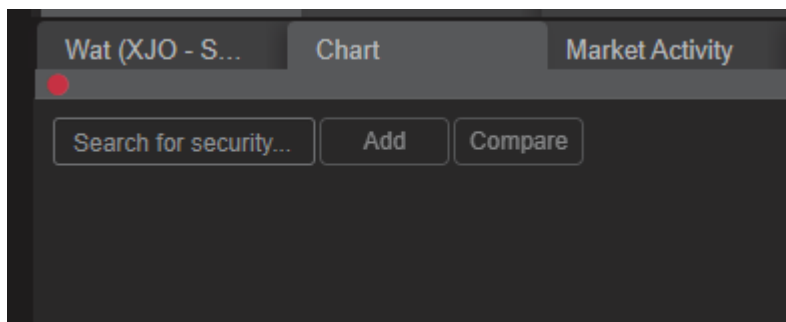 Wat (XJO - S... Chart Market Activity
Search for security... Add Compare